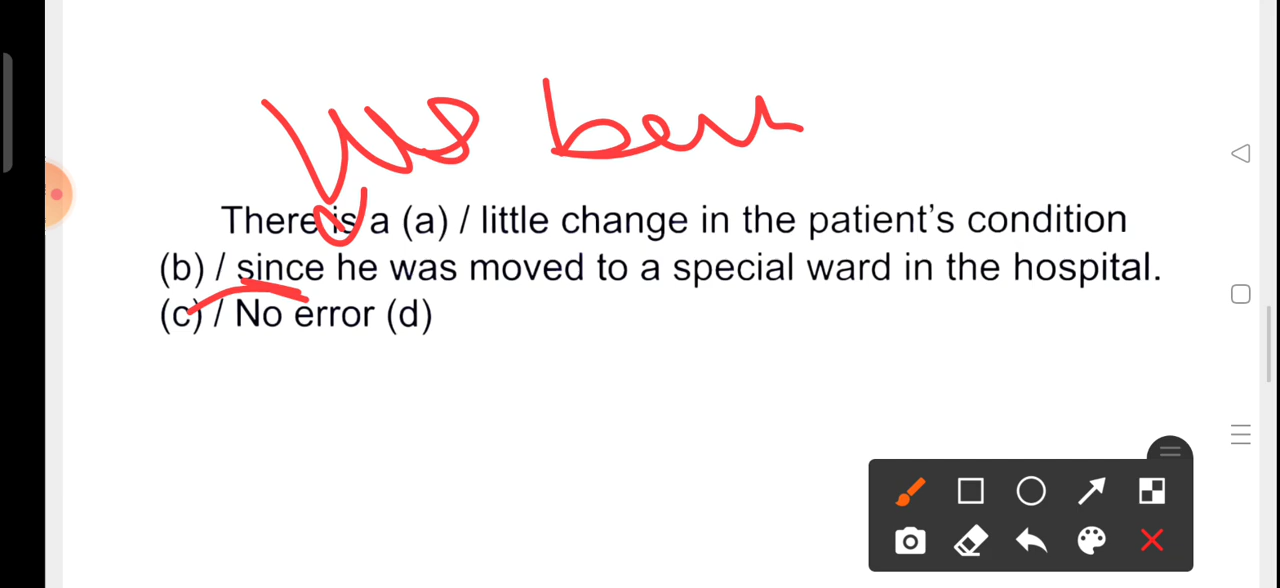 has been
There is a (a) / little change in the patient's condition
(b) / since he was moved to a special ward in the hospital.
(c) / No error (d)